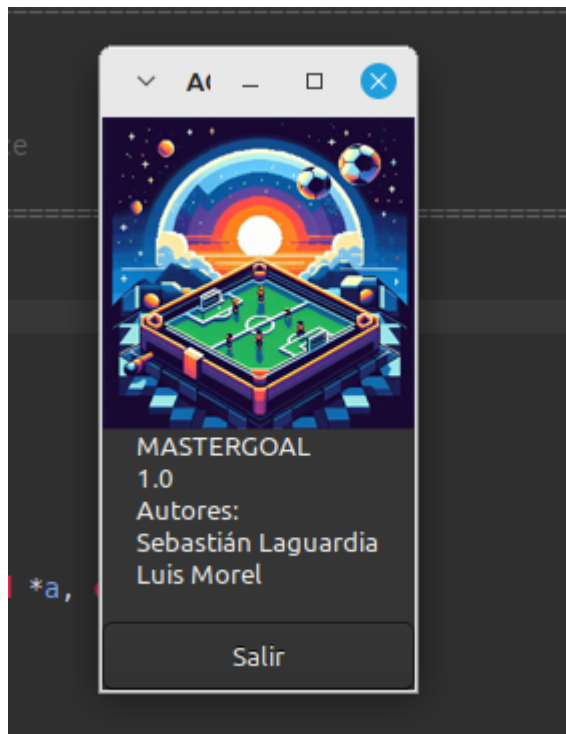 MASTERGOAL
1.0
Autores:
Sebastián Laguardia
Luis Morel
*a,
Salir